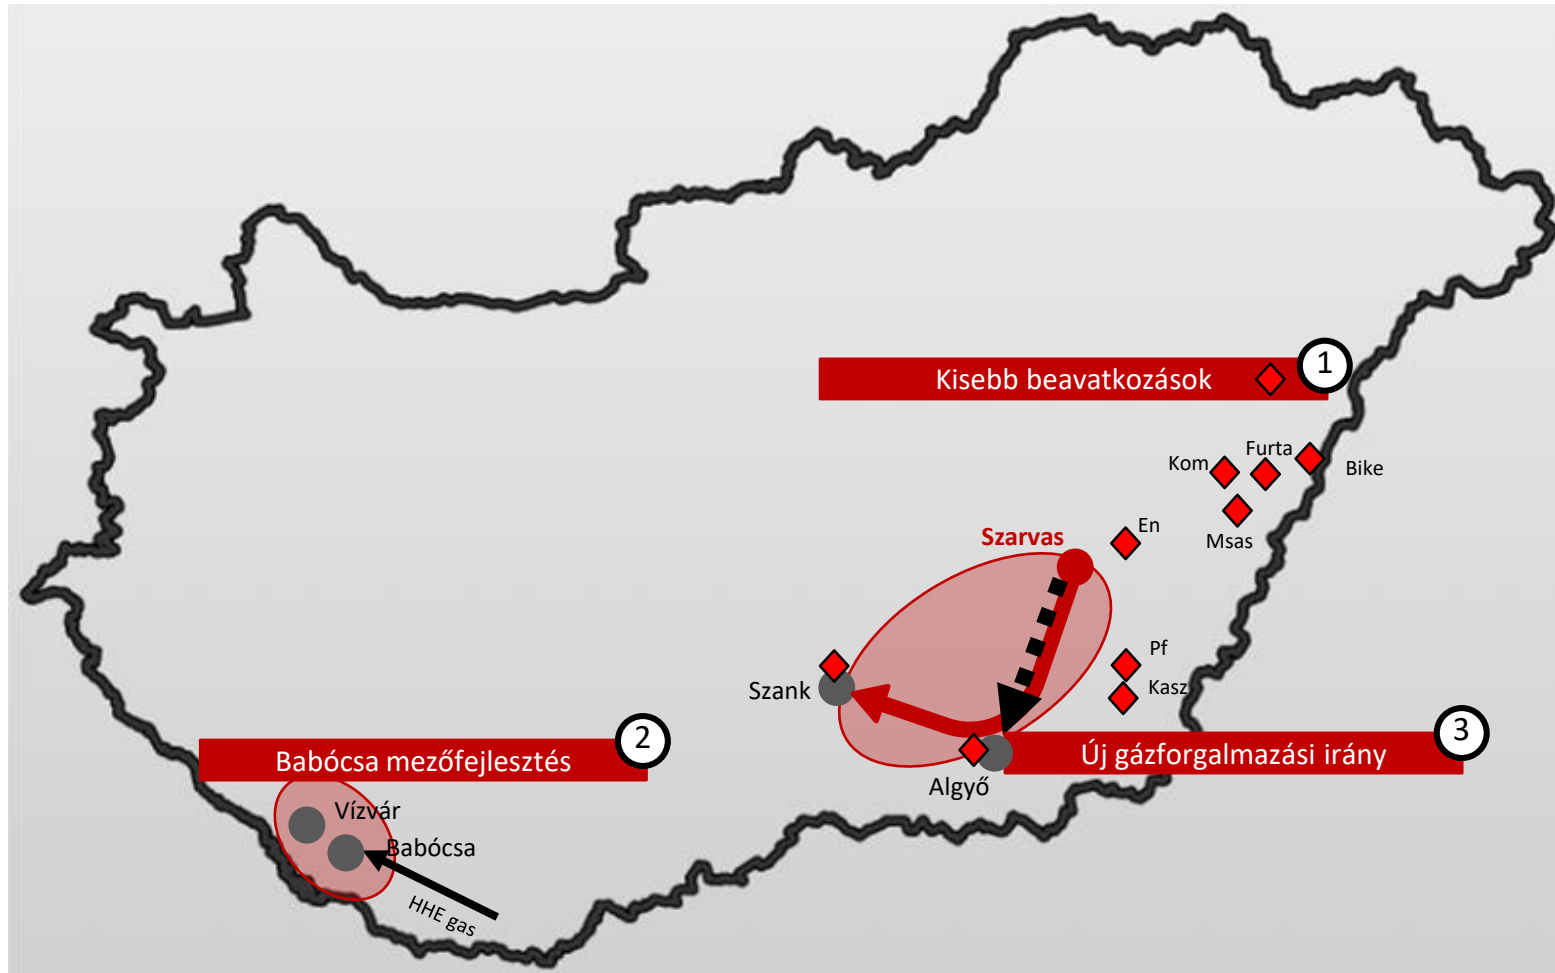 Kisebb beavatkozások
1
Kom
Furta
Bike
Msas
En
Szarvas
Pf
Kasz
Szank
Algyő
3
Új gázforgalmazási irány
2
Babócsa mezőfejlesztés
Vízvár
Babócsa
HHE gas